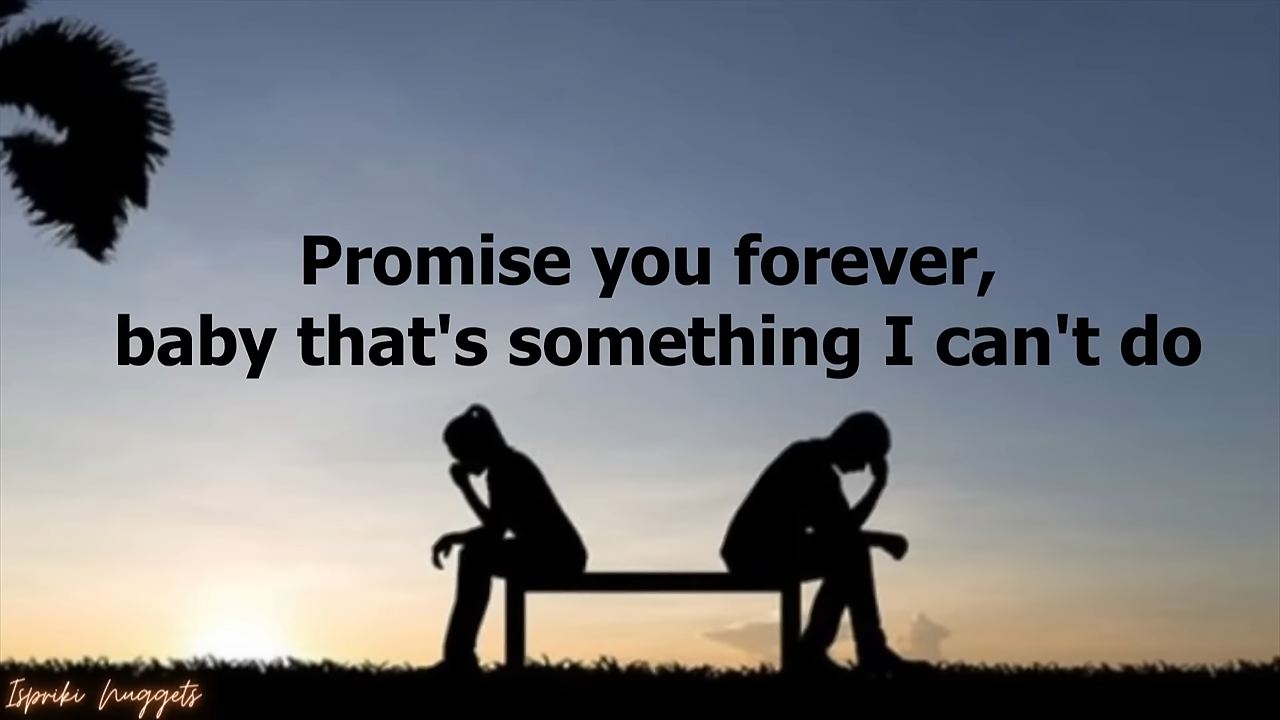 Promise you forever,
baby that's something I can't do
Ispriki Nuggets